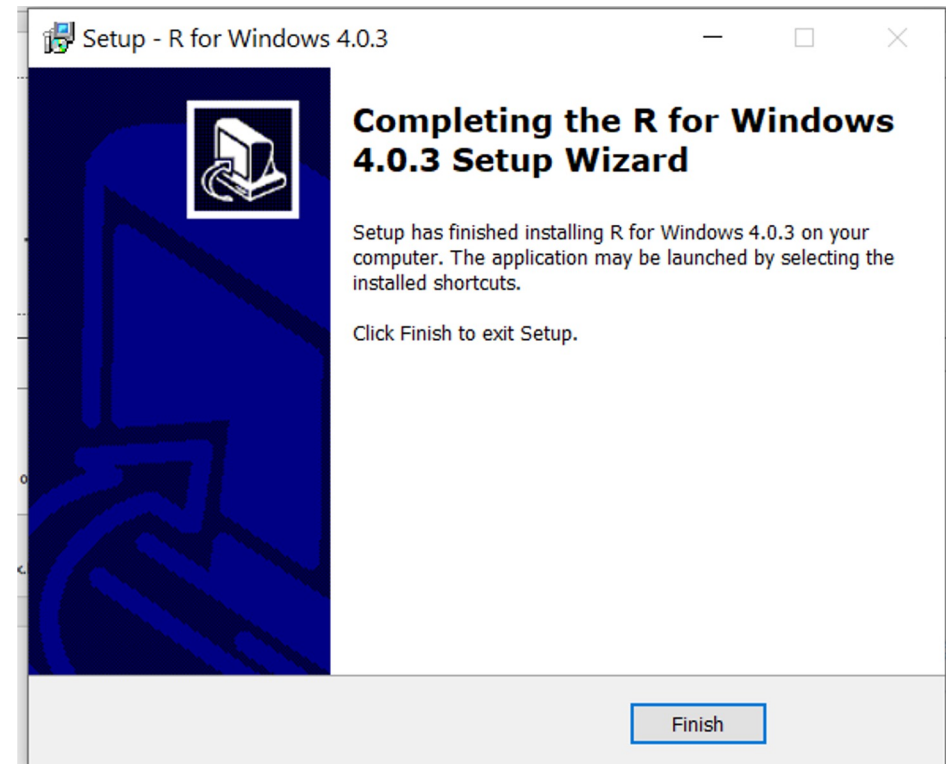 Setup - R for Windows 4.0.3
Completing the R for Windows
4.0.3 Setup Wizard
Setup has finished installing R for Windows 4.0.3 on your
computer. The application may be launched by selecting the
installed shortcuts.
Click Finish to exit Setup.
Finish